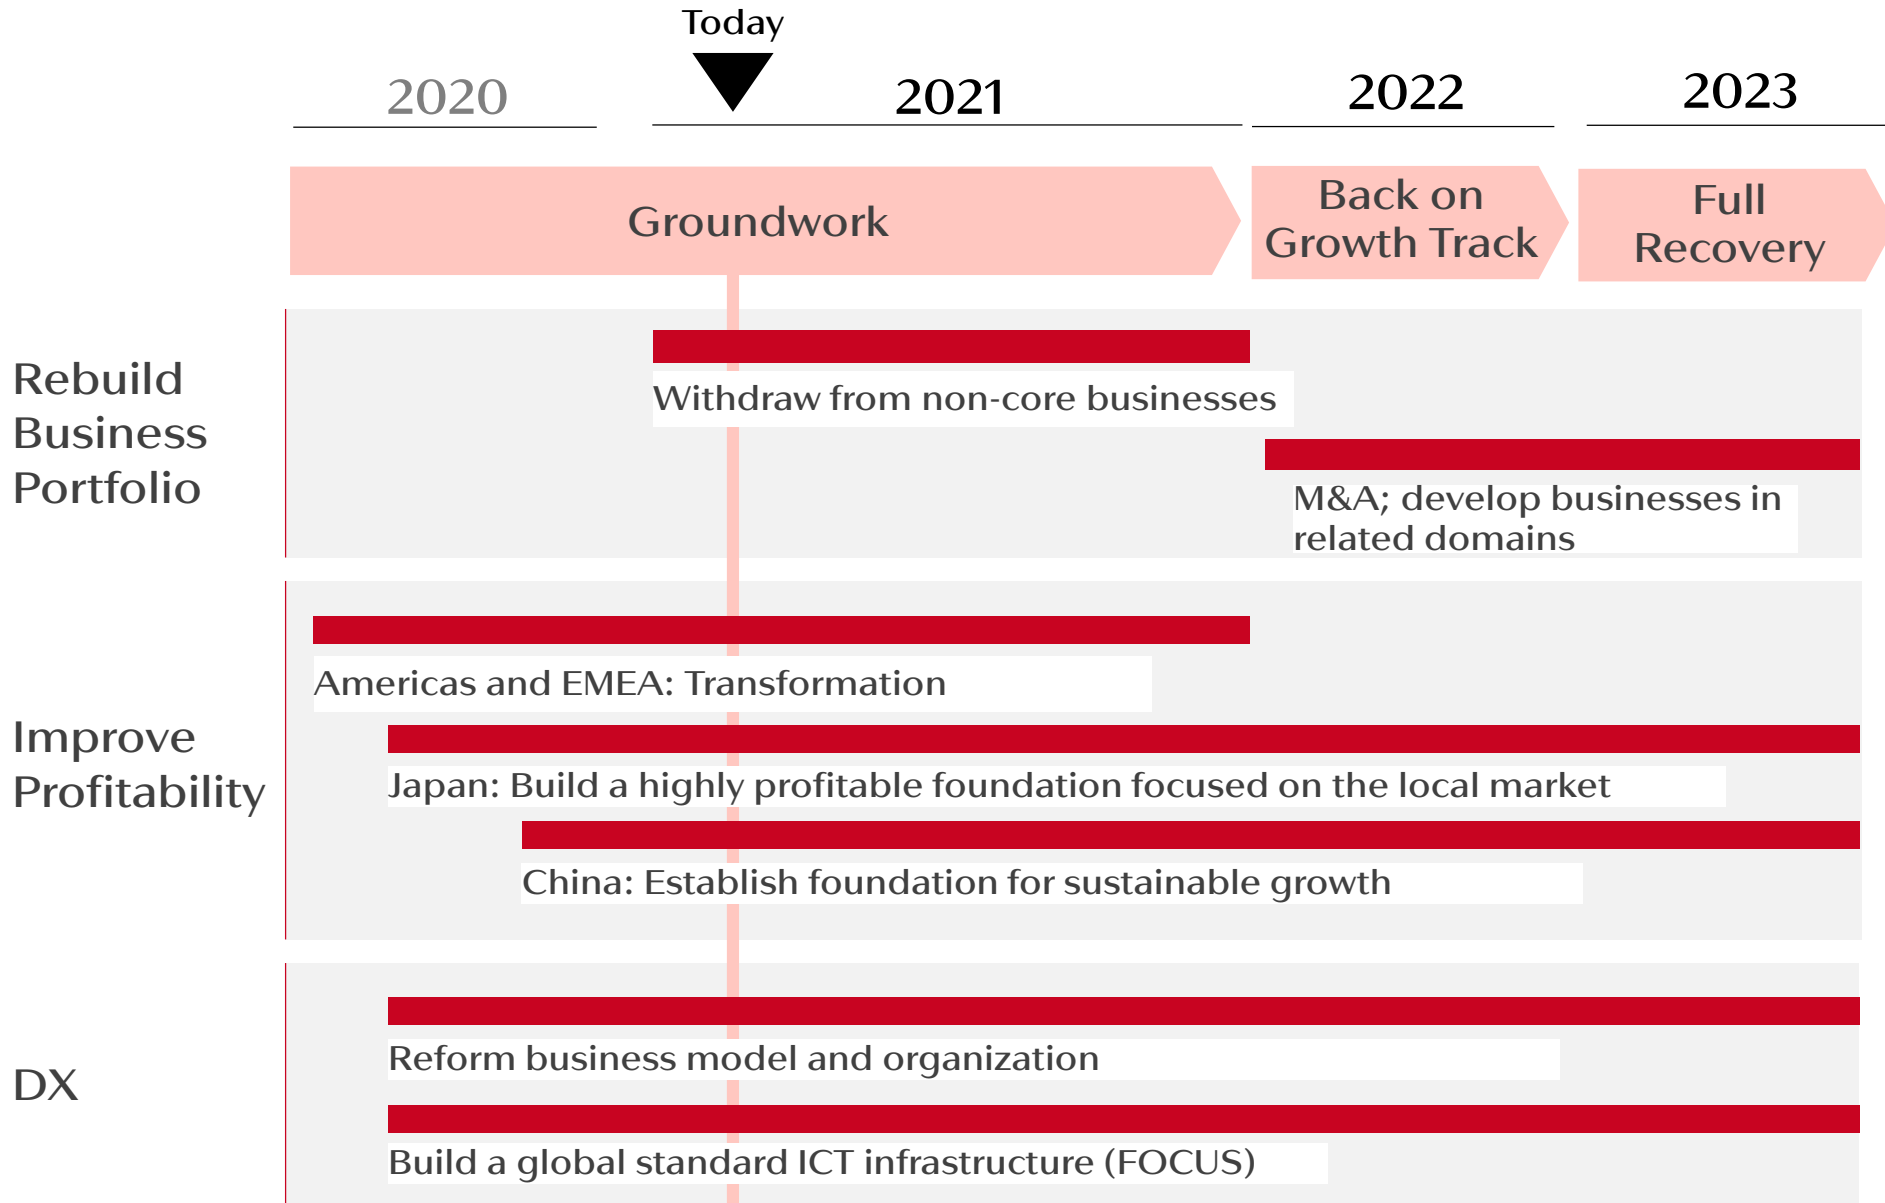 Today
2020
2021
2022
2023
Groundwork
Back on
Growth Track
Full
Recovery
Rebuild
Business
Portfolio
Withdraw from non-core businesses
M&A; develop businesses in
related domains
Improve
Profitability
Americas and EMEA: Transformation
Japan: Build a highly profitable foundation focused on the local market
China: Establish foundation for sustainable growth
DX
Reform business model and organization
Build a global standard ICT infrastructure (FOCUS)